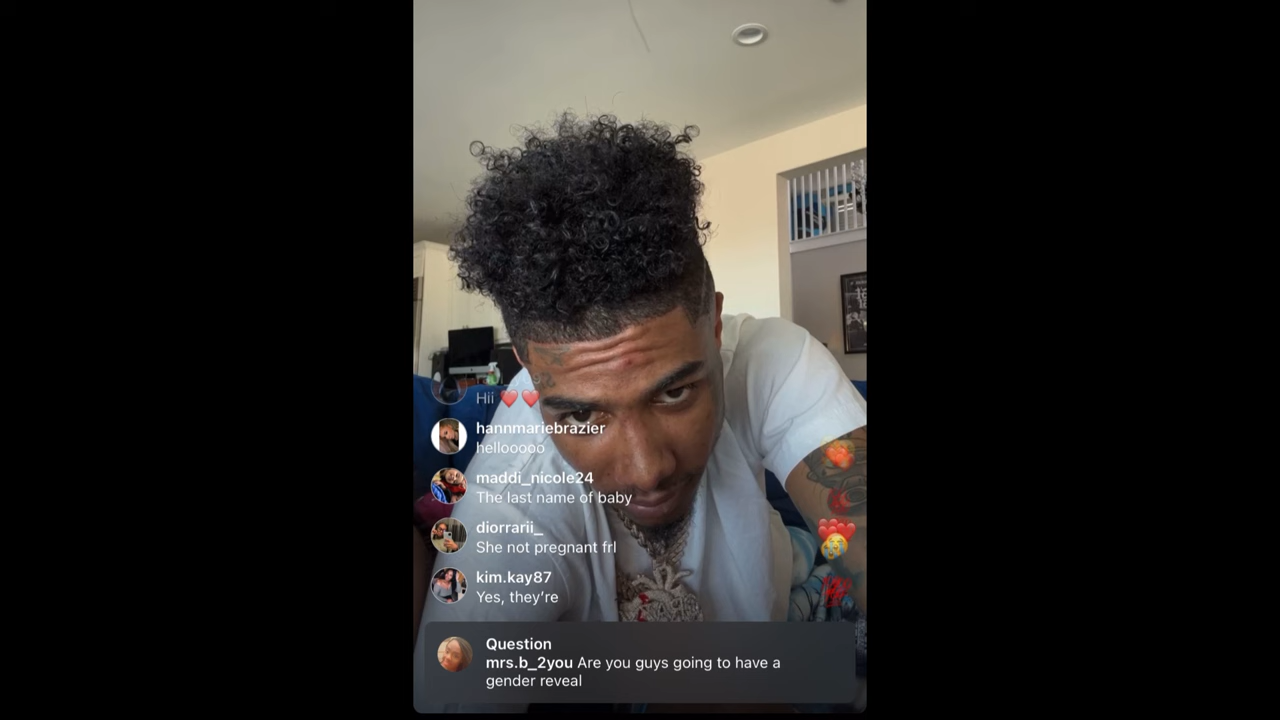 Hii ❤️❤️
hannmariebrazier
hellooooo
maddi_nicole24
The last name of baby
diorrarii_
She not pregnant frl
kim.kay87
Yes, they’re
Question
mrs.b_2you Are you guys going to have a
gender reveal